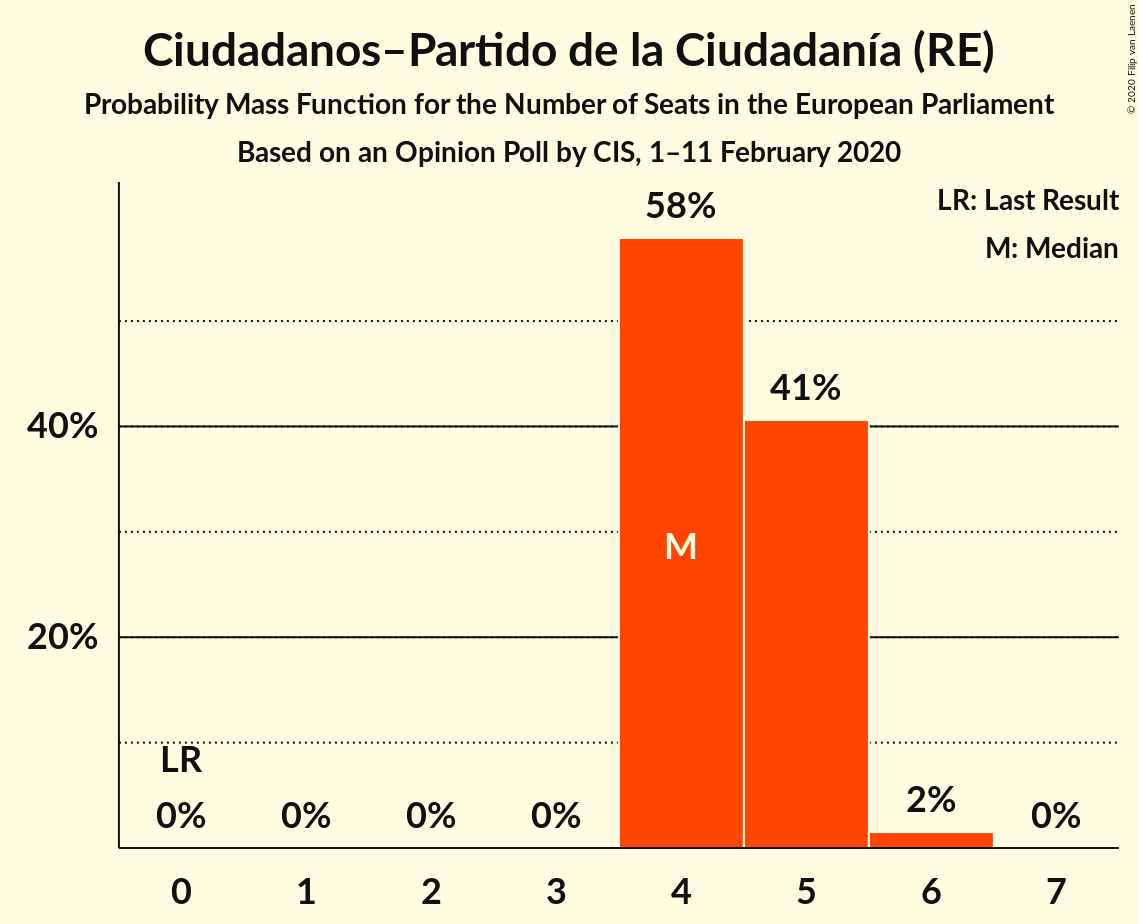 Ciudadanos–Partido de la Ciudadanía (RE)
Probability Mass Function for the Number of Seats in the European Parliament
Based on an Opinion Poll by CIS, 1–11 February 2020
© 2020 Filip van Laenen
LR: Last Result
M: Median
58%
41%
40%
M
20%
LR
0% 0% 0% 0% 2% 0%
0 1 2 3 4 5 6 7